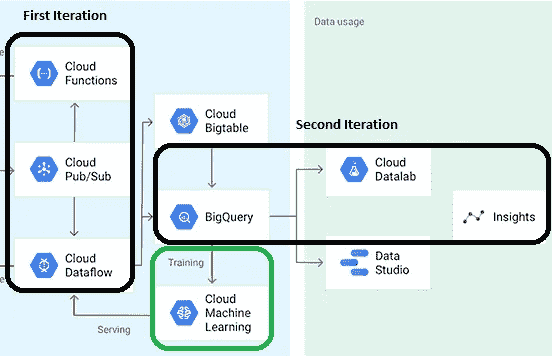 First Iteration
Data usage
Cloud
Functions
Cloud
Bigtable
Second Iteration
Cloud
Pub/Sub
Cloud
Datalab
BigQuery
Insights
Cloud
Dataflow
Training
Data
Studio
Cloud
Machine
Learning
Serving